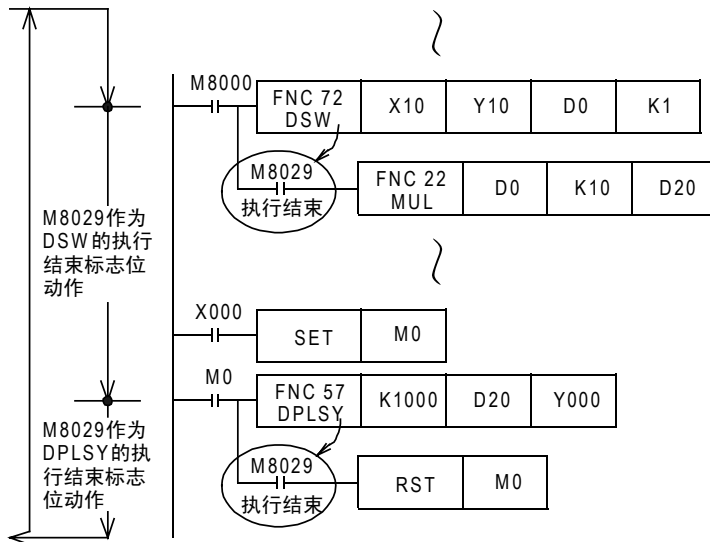 M8000
FNC 72 DSW X10 Y10 D0 K1
M8029
执行结束
FNC 22 MUL D0 K10 D20
M8029作为
DSW的执行
结束标志位
动作
X000
SET M0
M0
FNC 57 DPLSY K1000 D20 Y000
M8029作为
DPLSY的执
行结束标志
位动作
M8029
执行结束
RST M0